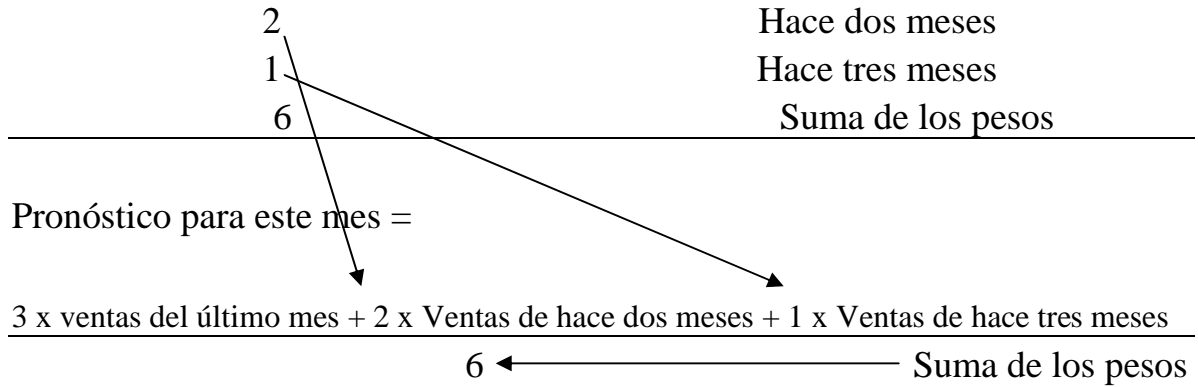 2 Hace dos meses
1 Hace tres meses
6 Suma de los pesos
Pronóstico para este mes =
3 x ventas del último mes + 2 x Ventas de hace dos meses + 1 x Ventas de hace tres meses
6 Suma de los pesos